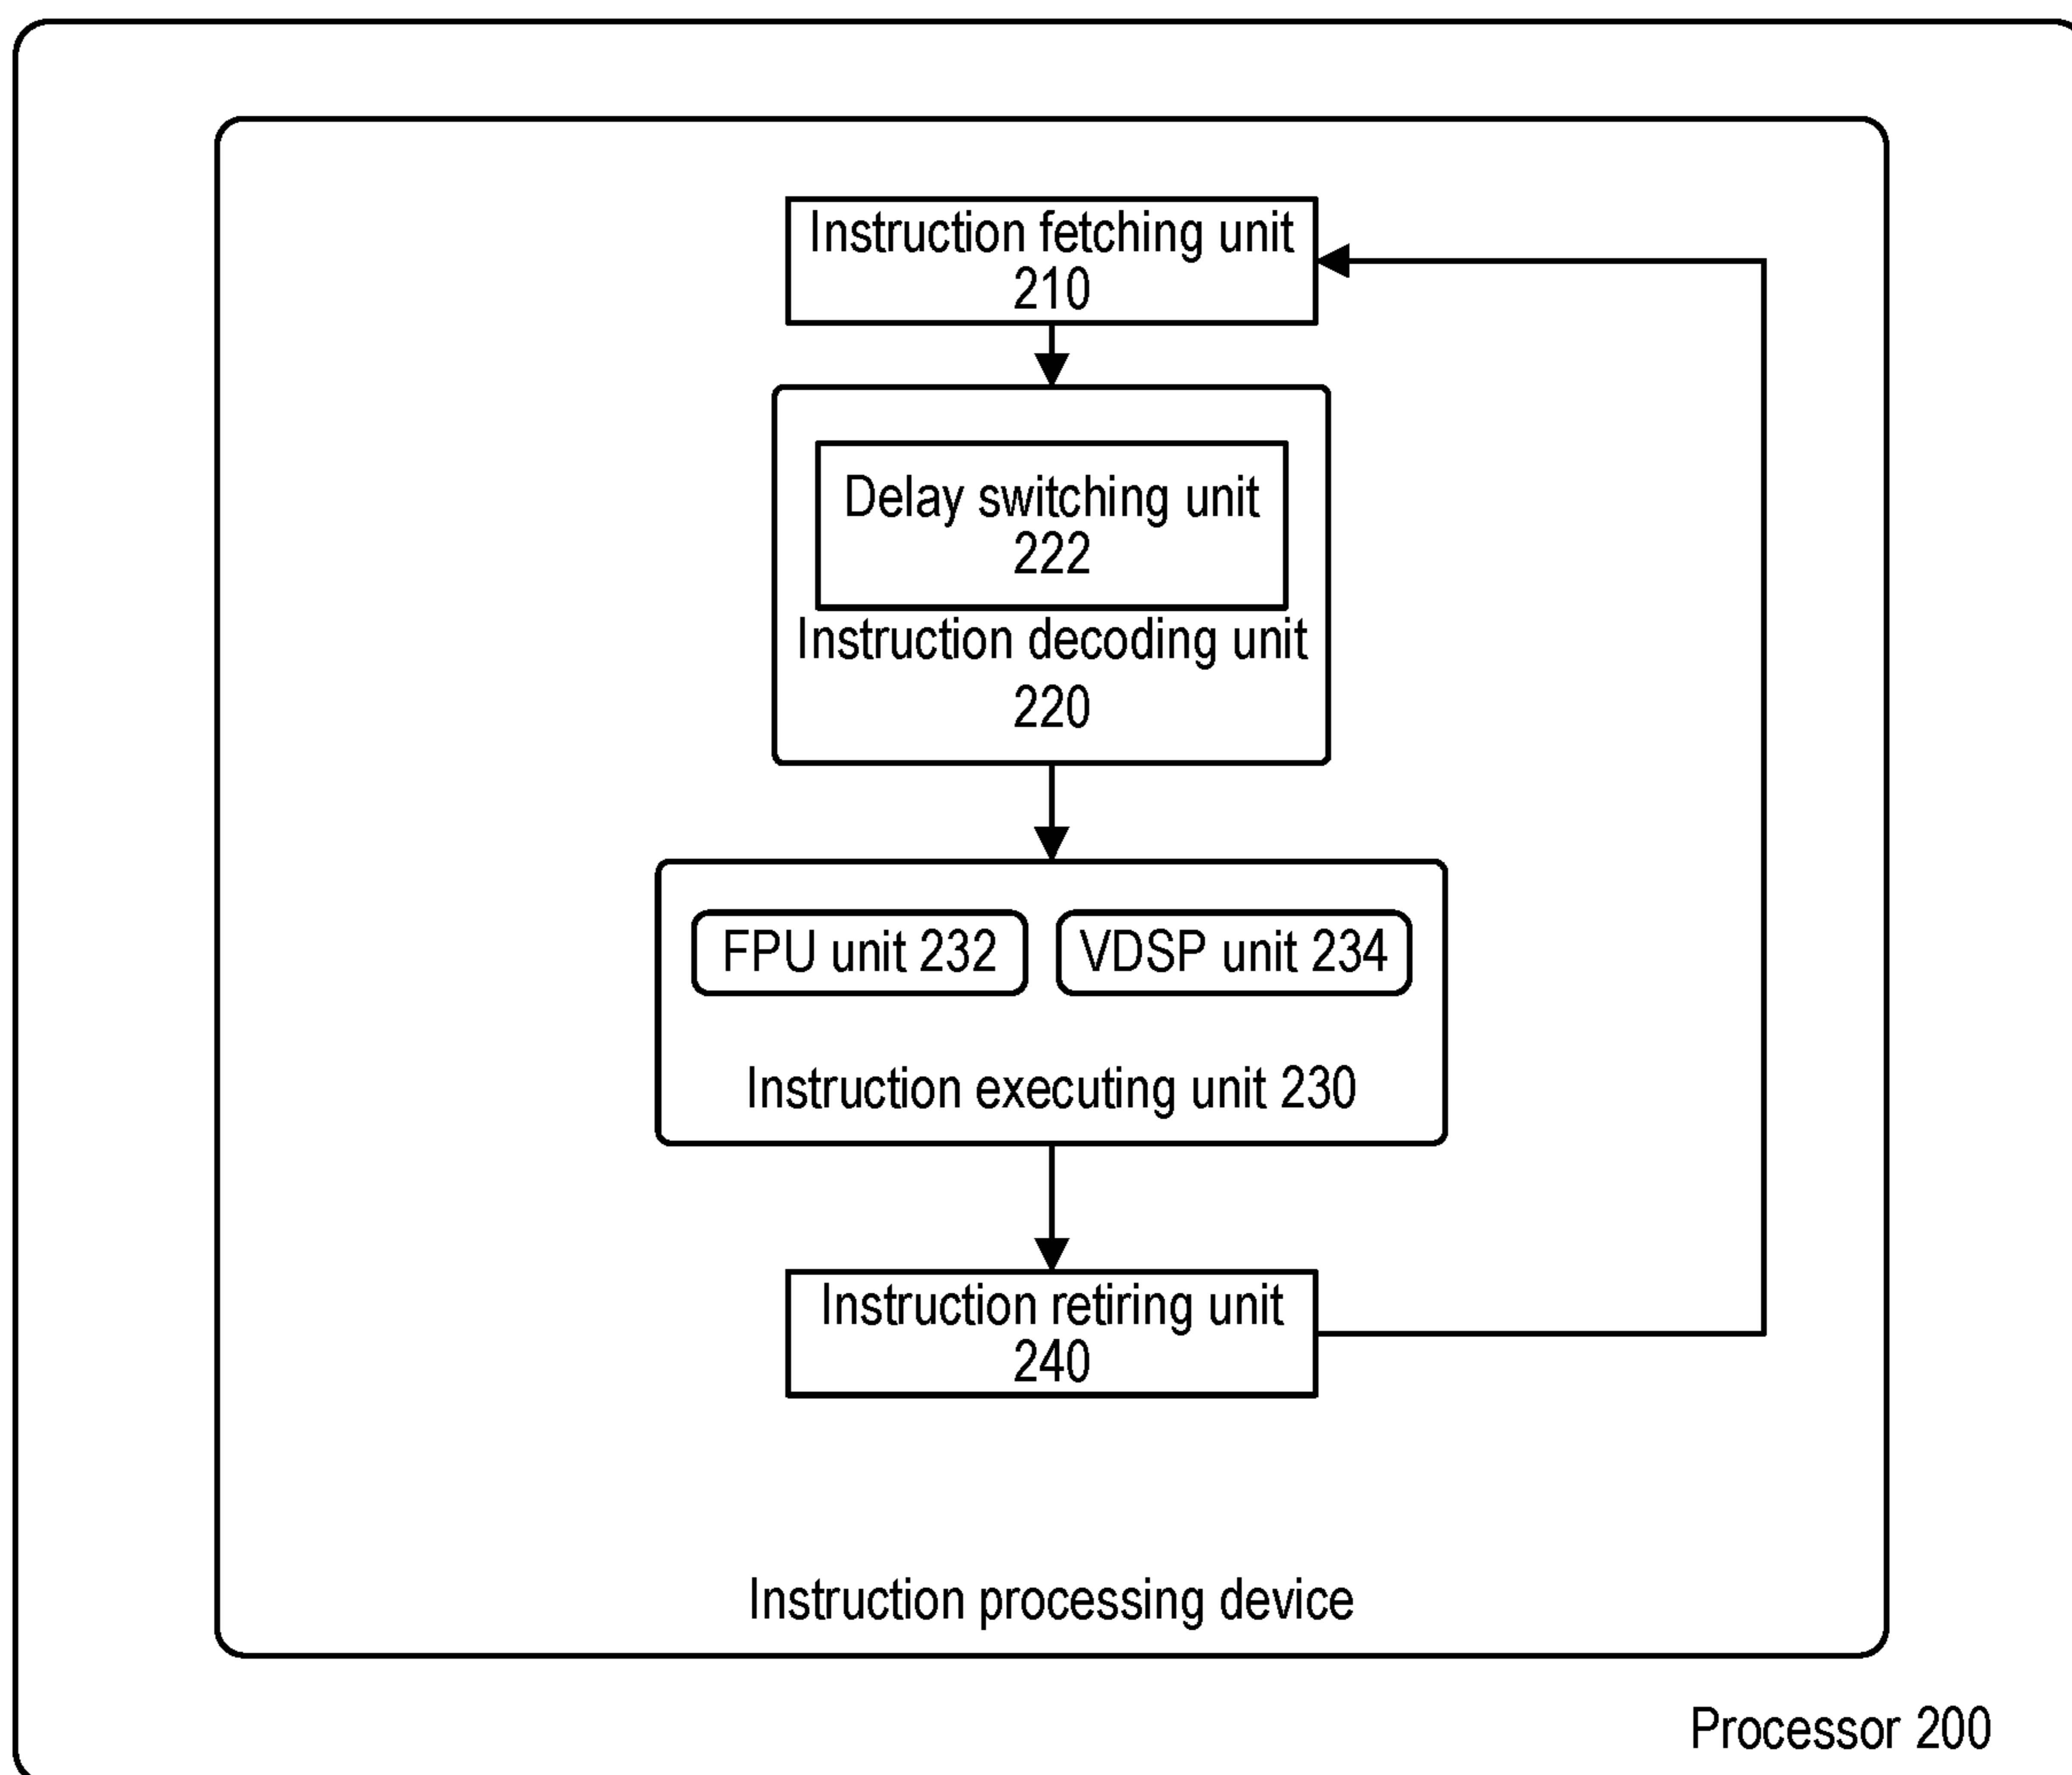 Instruction fetching unit
210
Delay switching unit
222
Instruction decoding unit
220
FPU unit 232
VDSP unit 234
Instruction executing unit 230
Instruction retiring unit
240
Instruction processing device
Processor 200